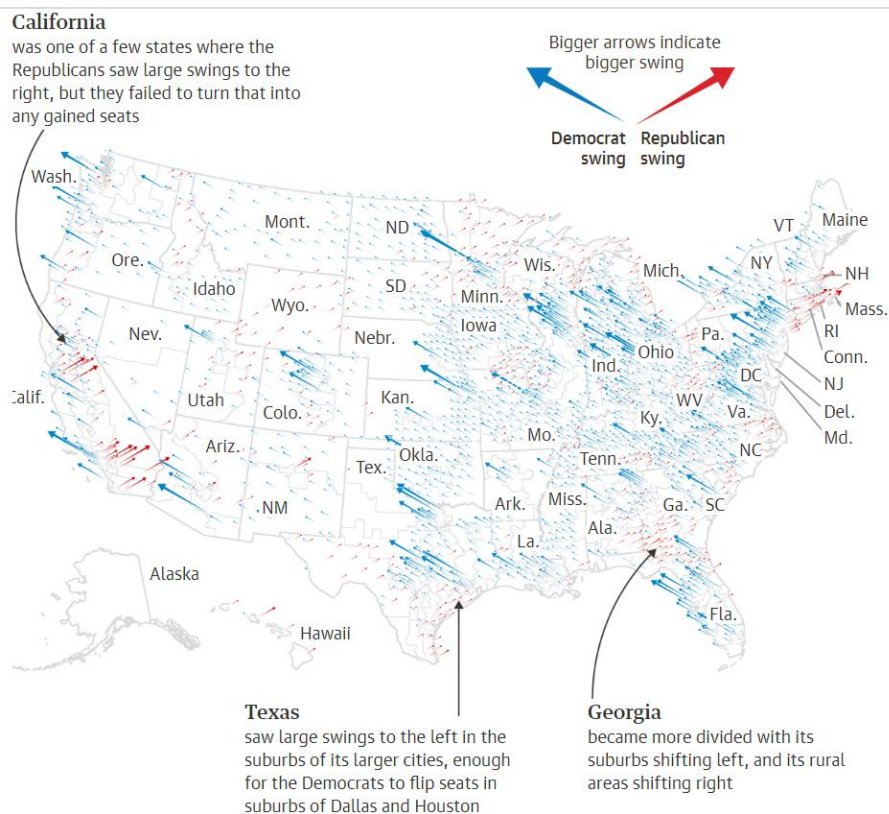 California
was one of a few states where the
Republicans saw large swings to the
right, but they failed to turn that into
any gained seats
Bigger arrows indicate
bigger swing
Democrat
swing
Republican
swing
Wash.
Mont.
ND
VT
Maine
Ore.
Idaho
SD
Wis.
Mich.
NY
NH
Wyo.
Minn.
Mass.
Nev.
Nebr.
Iowa
Pa.
RI
Ohio
Conn.
Ind.
Utah
Colo.
Kan.
WV
DC
NJ
Calif.
Mo.
Ky.
Va.
Del.
Md.
Ariz.
NM
Tex.
Okla.
Tenn.
NC
Ark.
Miss.
Ala.
Ga.
SC
La.
Alaska
Fla.
Hawaii
Texas
saw large swings to the left in the
suburbs of its larger cities, enough
for the Democrats to flip seats in
suburbs of Dallas and Houston
Georgia
became more divided with its
suburbs shifting left, and its rural
areas shifting right